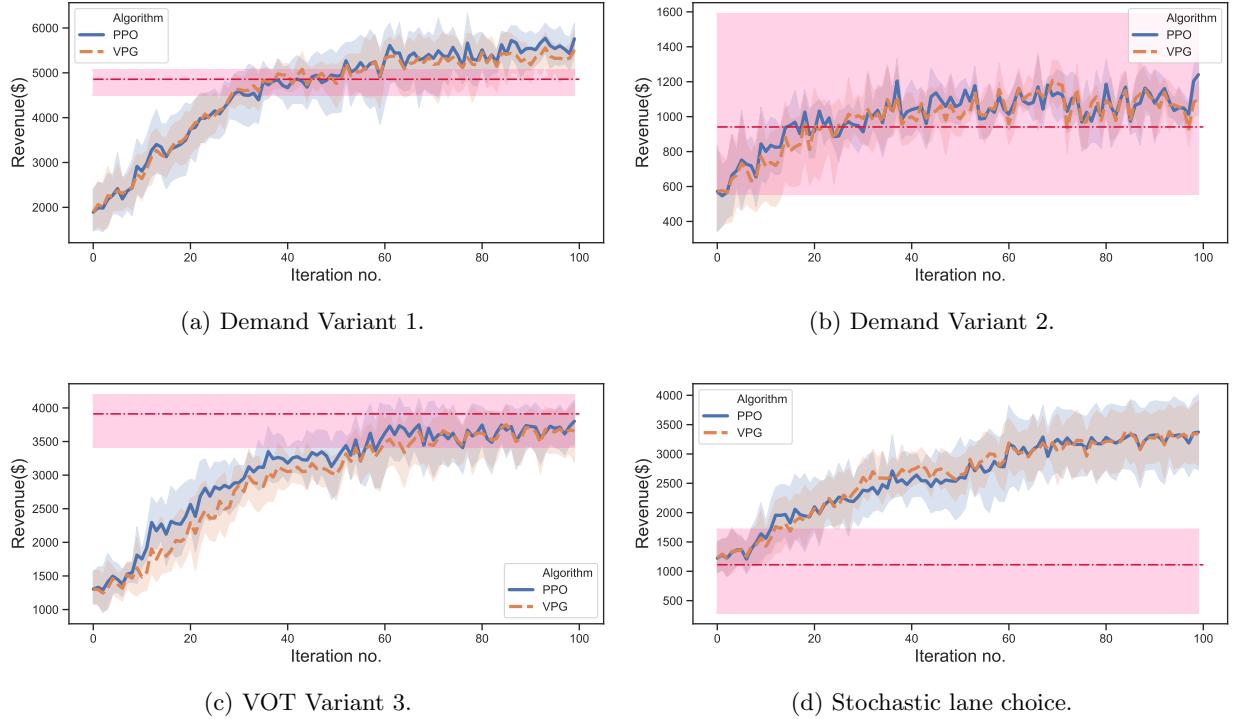 6000
5000
4000
3000
2000
Revenue($)
Algorithm
PPO
VPG
0
20
40
60
80
100
Iteration no.
(a) Demand Variant 1.
1600
1400
1200
1000
800
600
400
Revenue($)
Algorithm
PPO
VPG
0
20
40
60
80
100
Iteration no.
(b) Demand Variant 2.
4000
3500
3000
2500
2000
1500
1000
Revenue($)
Algorithm
PPO
VPG
0
20
40
60
80
100
Iteration no.
(c) VOT Variant 3.
4000
3500
3000
2500
2000
1500
1000
500
Revenue($)
Algorithm
PPO
VPG
0
20
40
60
80
100
Iteration no.
(d) Stochastic lane choice.